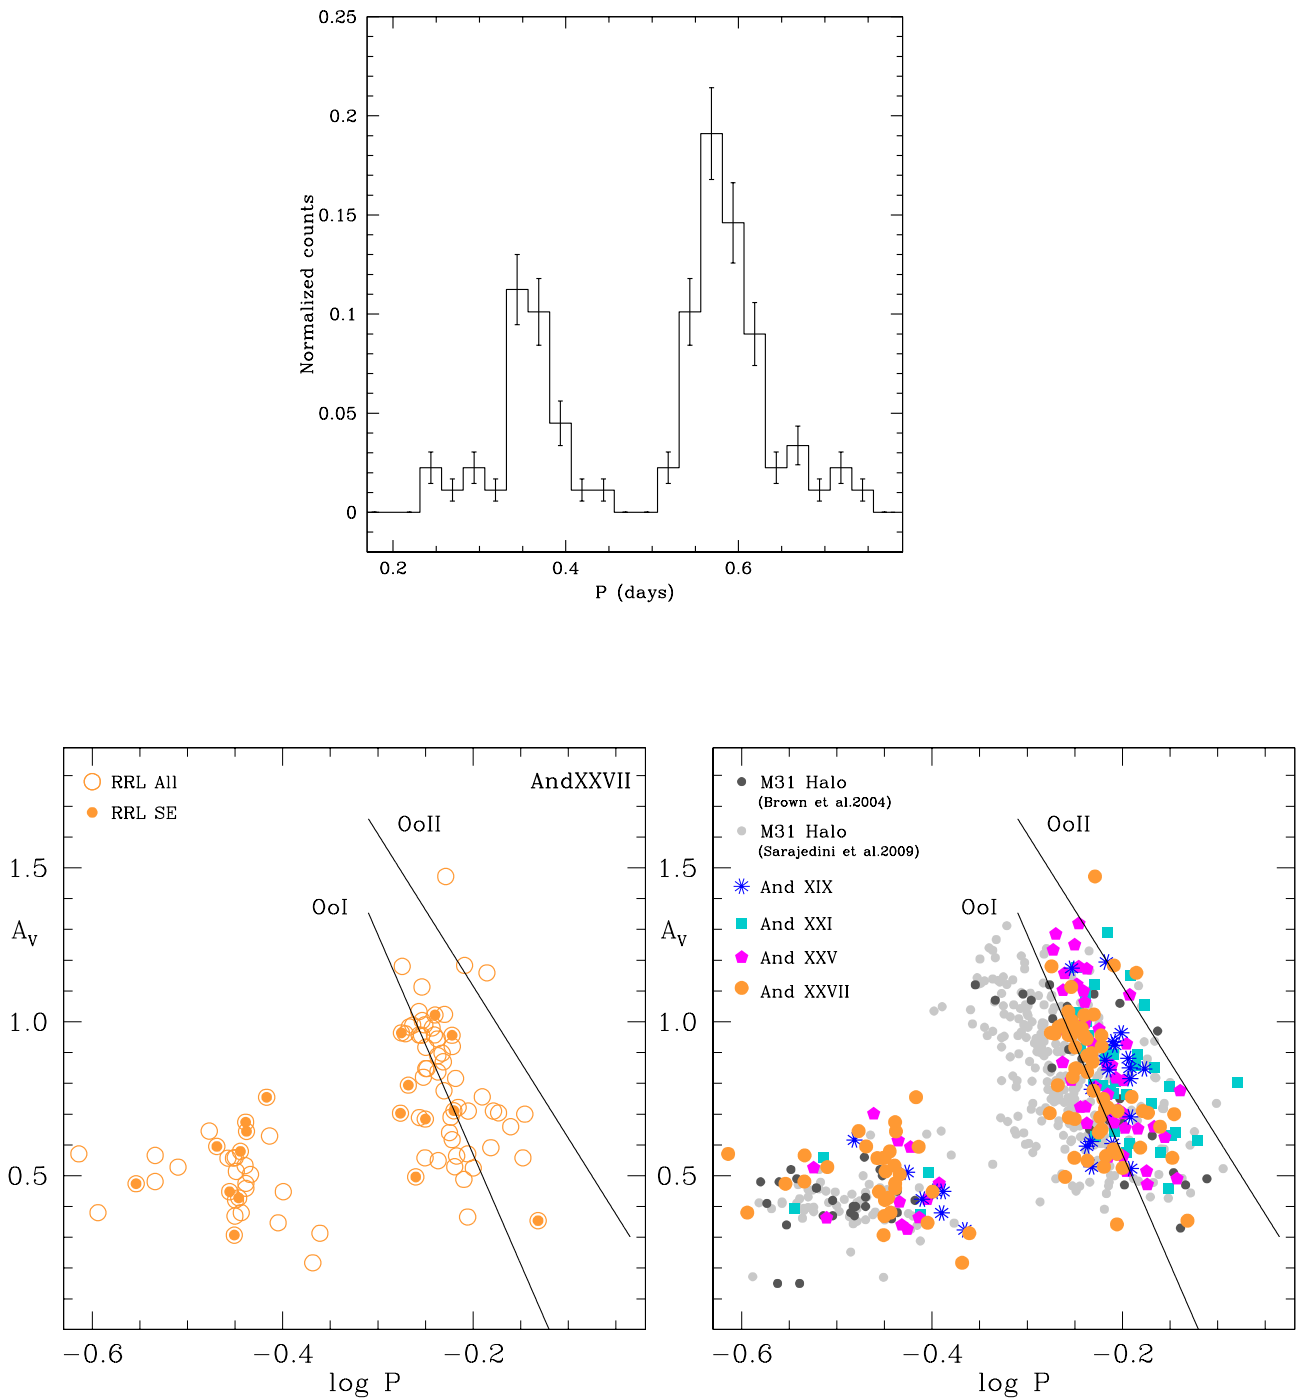 0.25
0.2
0.15
0.1
0.05
0
Normalized counts
0.2 0.4 0.6
P (days)
RRL All
RRL SE
AndXXVII
OoII
OoI
1.5
1.0
0.5
A_V
−0.6 −0.4 −0.2
log P
M31 Halo
(Brown et al.2004)
M31 Halo
(Sarajedini et al.2009)
And XIX
And XXI
And XXV
And XXVII
OoII
OoI
1.5
1.0
0.5
A_V
−0.6 −0.4 −0.2
log P